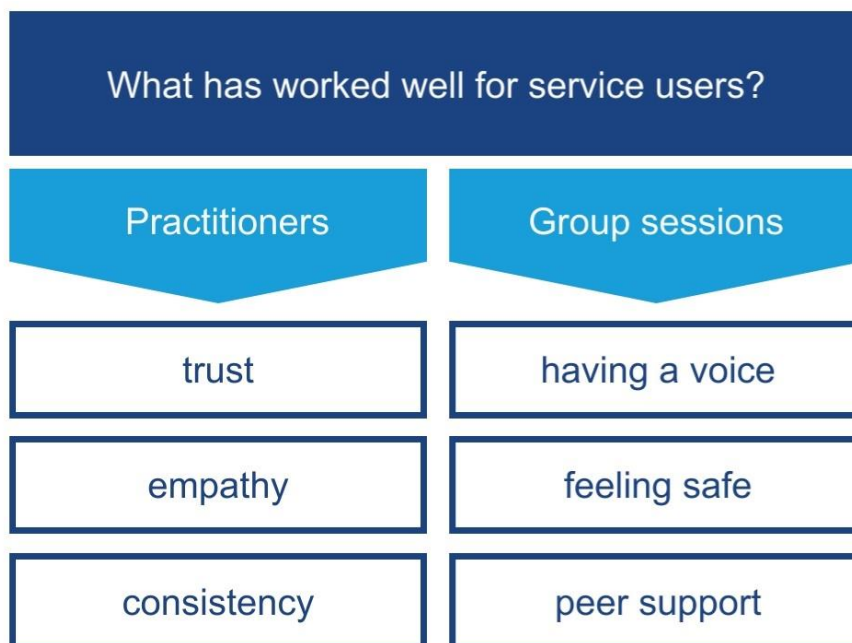 What has worked well for service users?
Practitioners
Group sessions
trust
having a voice
empathy
feeling safe
consistency
peer support